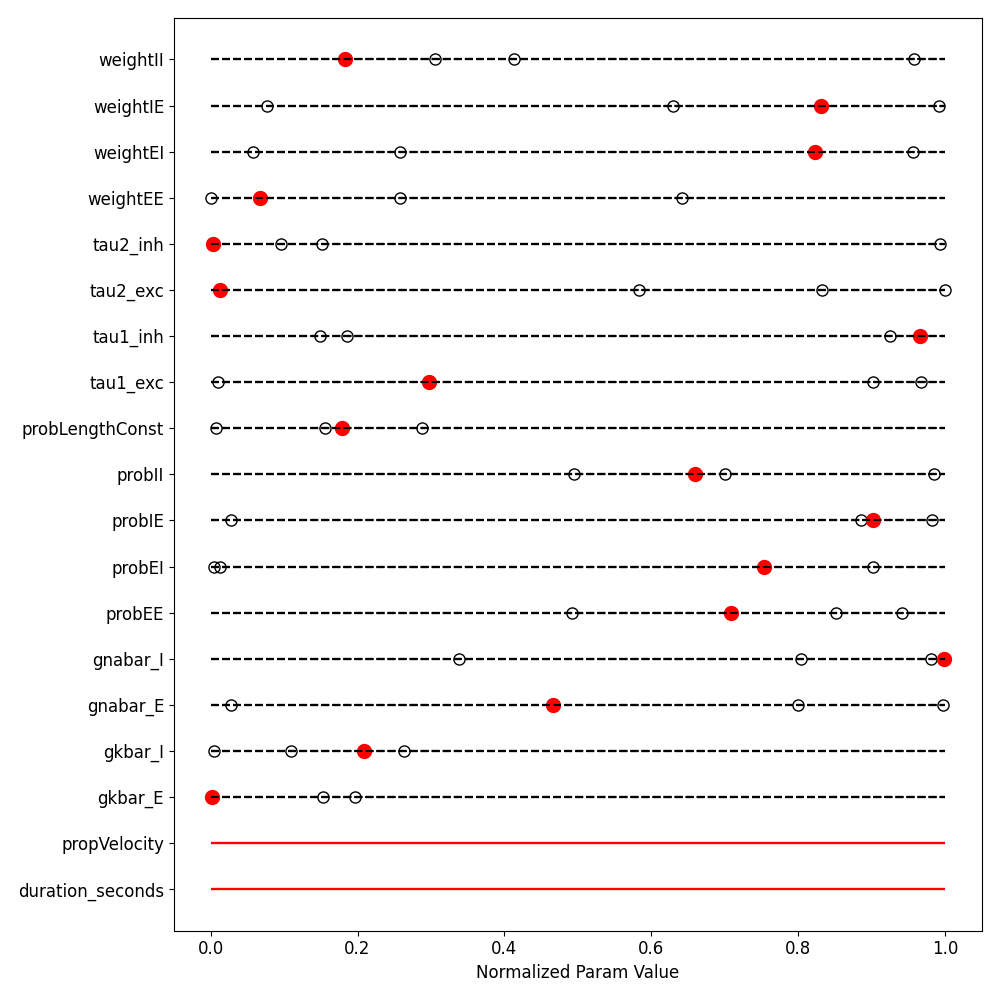 weightII
weightIE
weightEI
weightEE
tau2_inh
tau2_exc
tau1_inh
tau1_exc
probLengthConst
probII
probIE
probEI
probEE
gnabar_I
gnabar_E
gkbar_I
gkbar_E
propVelocity
duration_seconds
0.0 0.2 0.4 0.6 0.8 1.0
Normalized Param Value